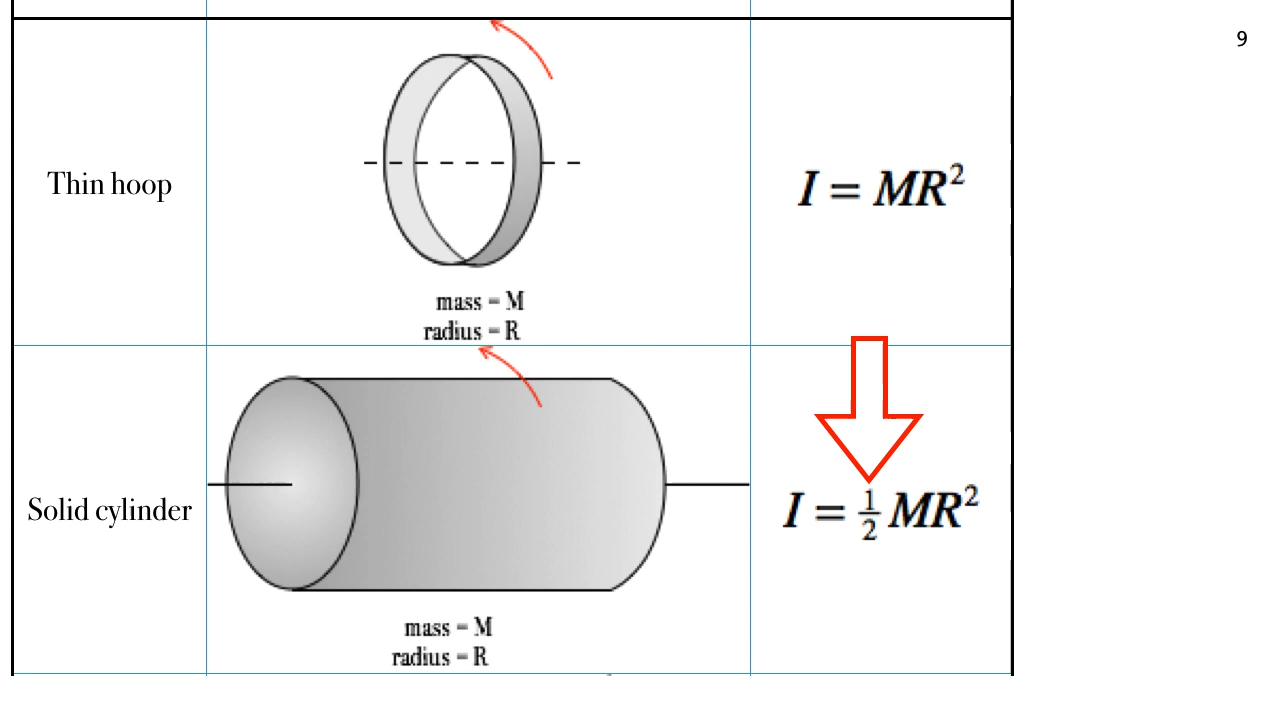 9
Thin hoop
mass = M
radius = R
I = MR²
Solid cylinder
mass = M
radius = R
I = ½ MR²